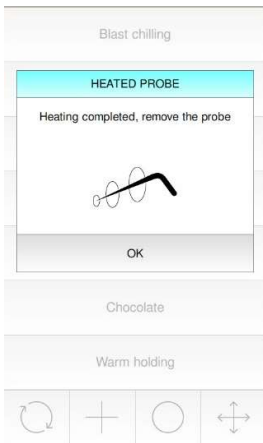 Blast chilling
HEATED PROBE
Heating completed, remove the probe
OK
Chocolate
Warm holding